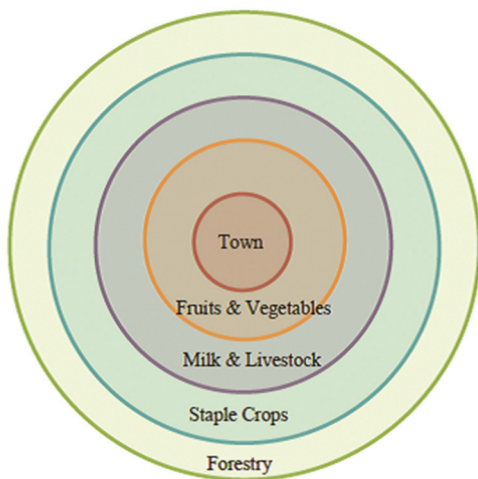 Town
Fruits & Vegetables
Milk & Livestock
Staple Crops
Forestry